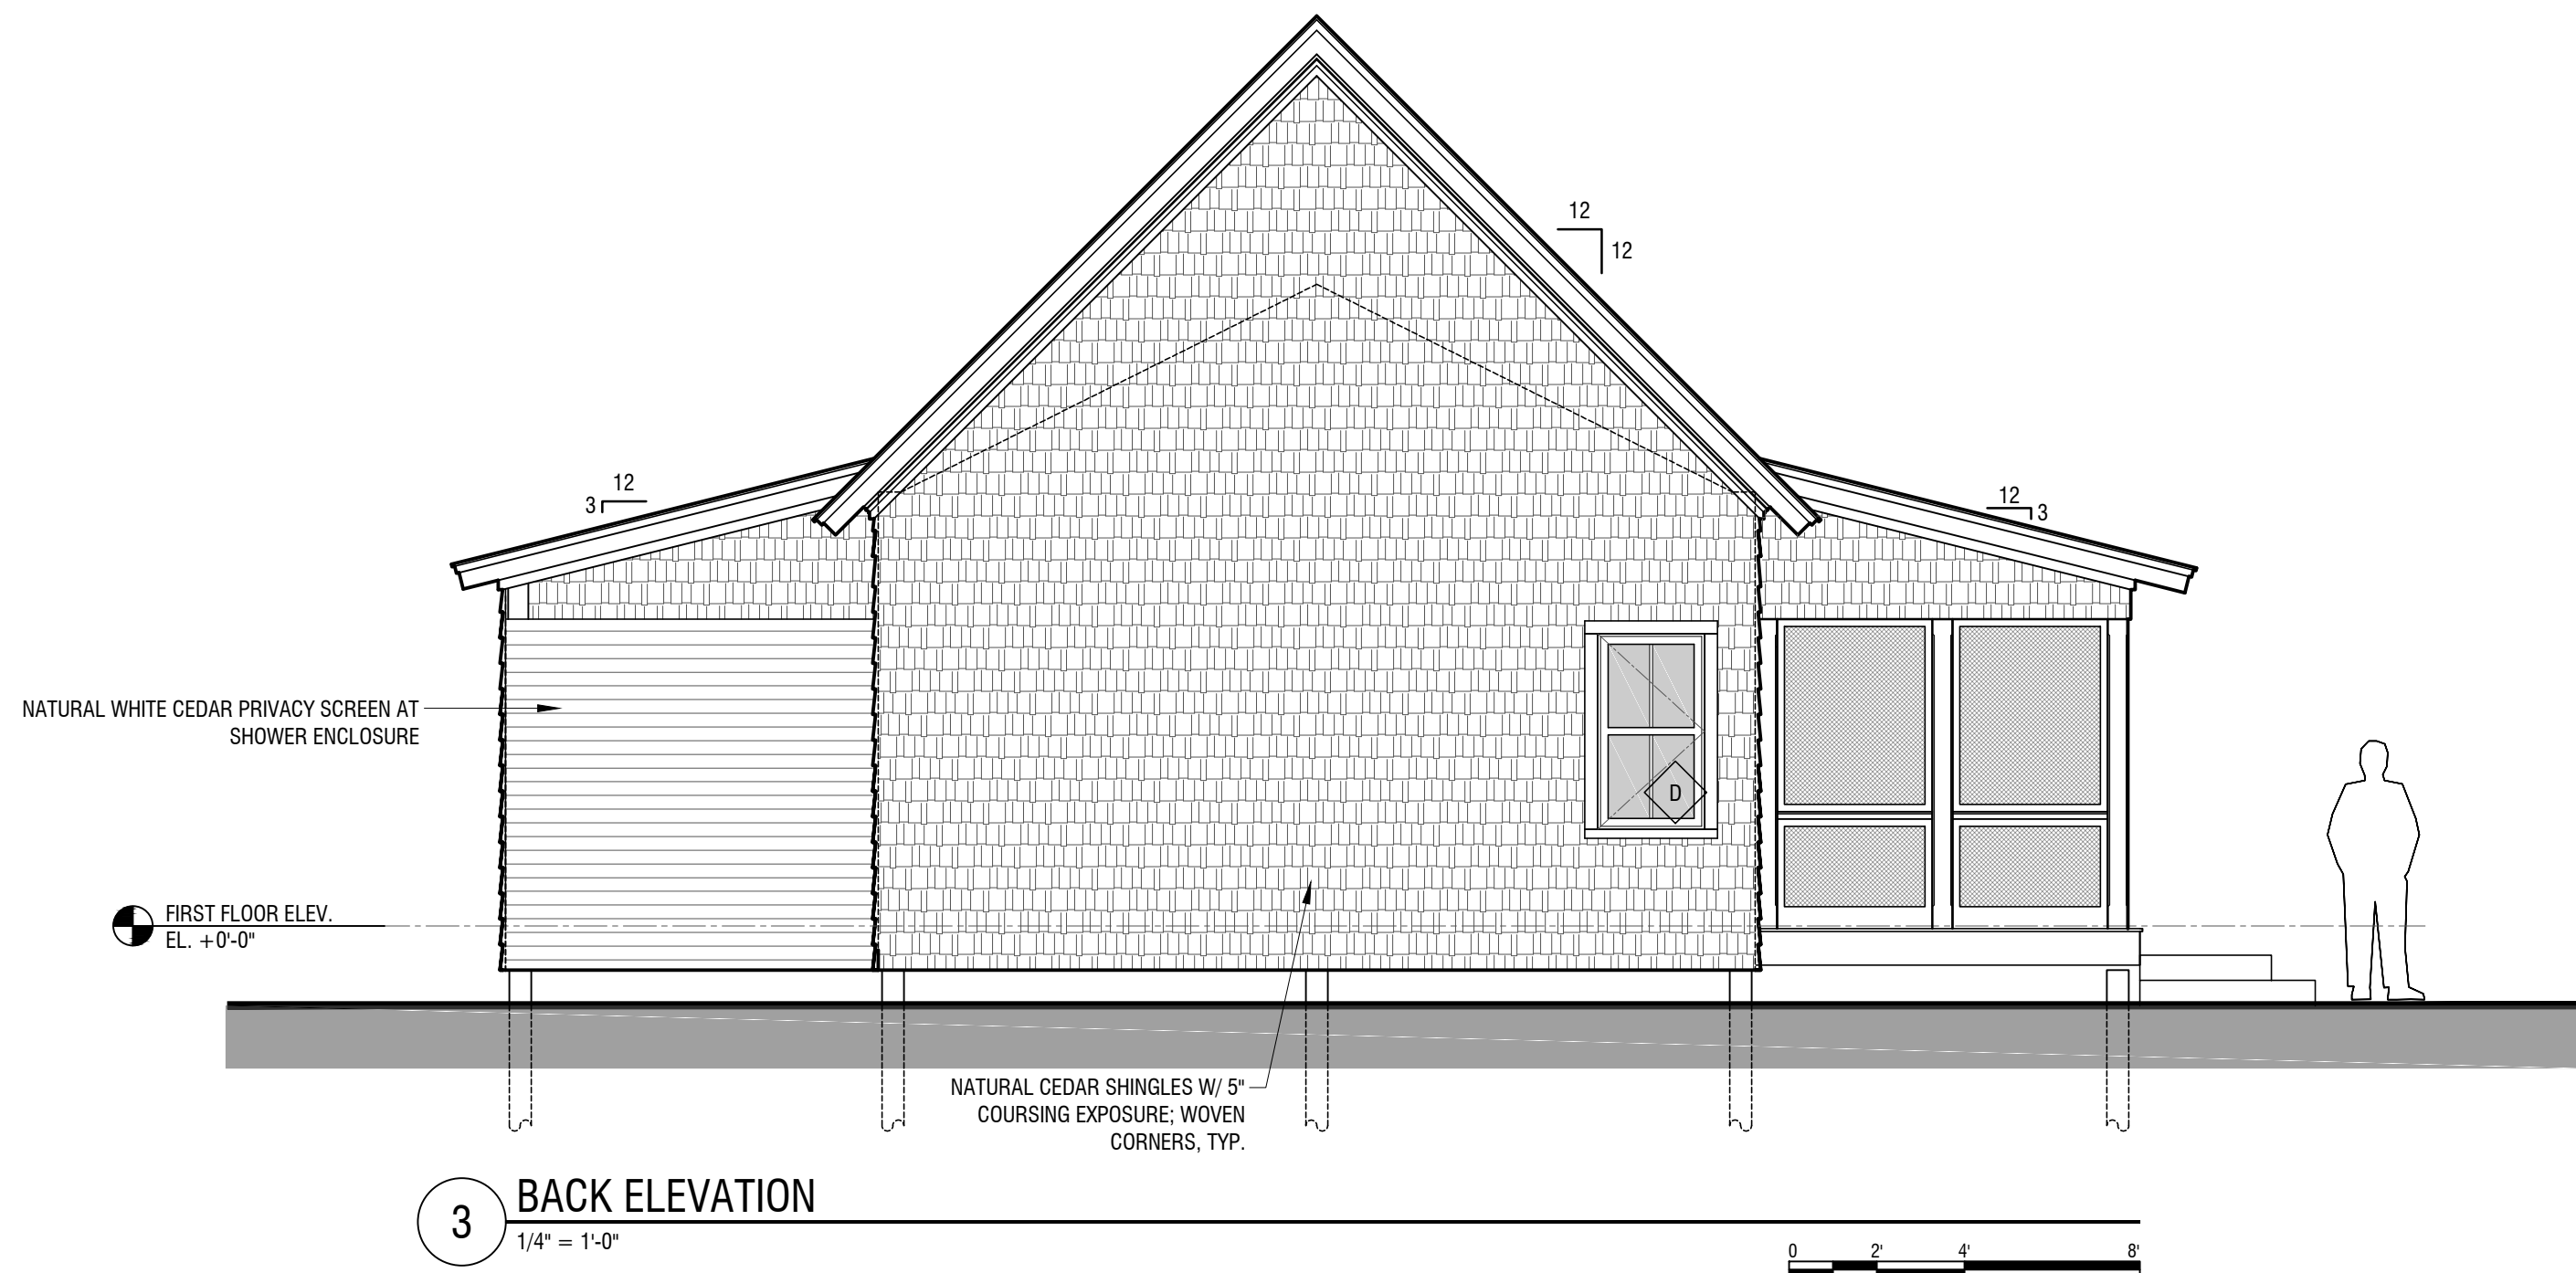 12
12
12
3
12
3
NATURAL WHITE CEDAR PRIVACY SCREEN AT
SHOWER ENCLOSURE
D
FIRST FLOOR ELEV.
EL. +0'-0"
NATURAL CEDAR SHINGLES W/ 5"
COURSING EXPOSURE; WOVEN
CORNERS, TYP.
3
BACK ELEVATION
1/4" = 1'-0"
0 2' 4' 8'